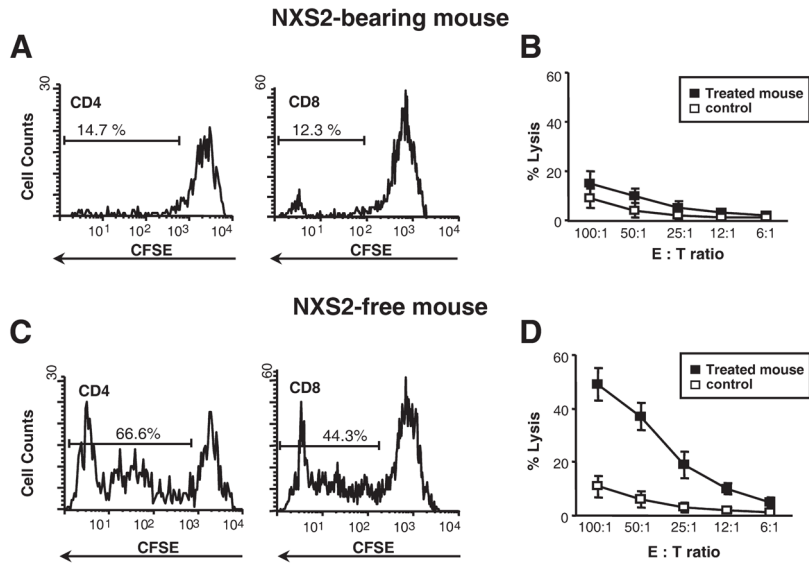 NXS2-bearing mouse
A
30
CD4
14.7 %
Cell Counts
10¹ 10² 10³ 10⁴
CFSE
60
CD8
12.3 %
10¹ 10² 10³ 10⁴
CFSE
B
60
40
20
0
% Lysis
Treated mouse
control
100:1 50:1 25:1 12:1 6:1
E : T ratio
NXS2-free mouse
C
30
CD4
66.6%
Cell Counts
10¹ 10² 10³ 10⁴
CFSE
60
CD8
44.3%
10¹ 10² 10³ 10⁴
CFSE
D
60
40
20
0
% Lysis
Treated mouse
control
100:1 50:1 25:1 12:1 6:1
E : T ratio